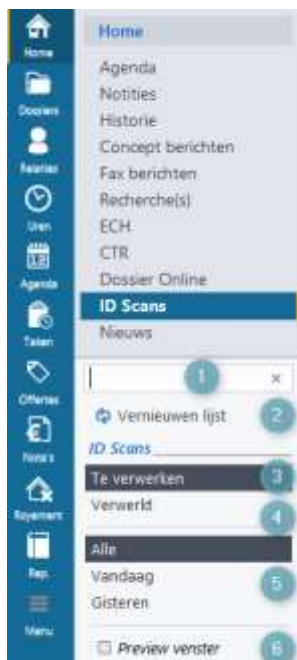 Home
Dossiers
Relaties
Uren
Agenda
Taken
Offertes
Nota's
Royement
Rep.
Menu
Home
Agenda
Notities
Historie
Concept berichten
Fax berichten
Recherche(s)
ECH
CTR
Dossier Online
ID Scans
Nieuws
1 ×
Vernieuwen lijst 2
ID Scans
Te verwerken 3
Verwerkt 4
Alle
Vandaag 5
Gisteren
Preview venster 6